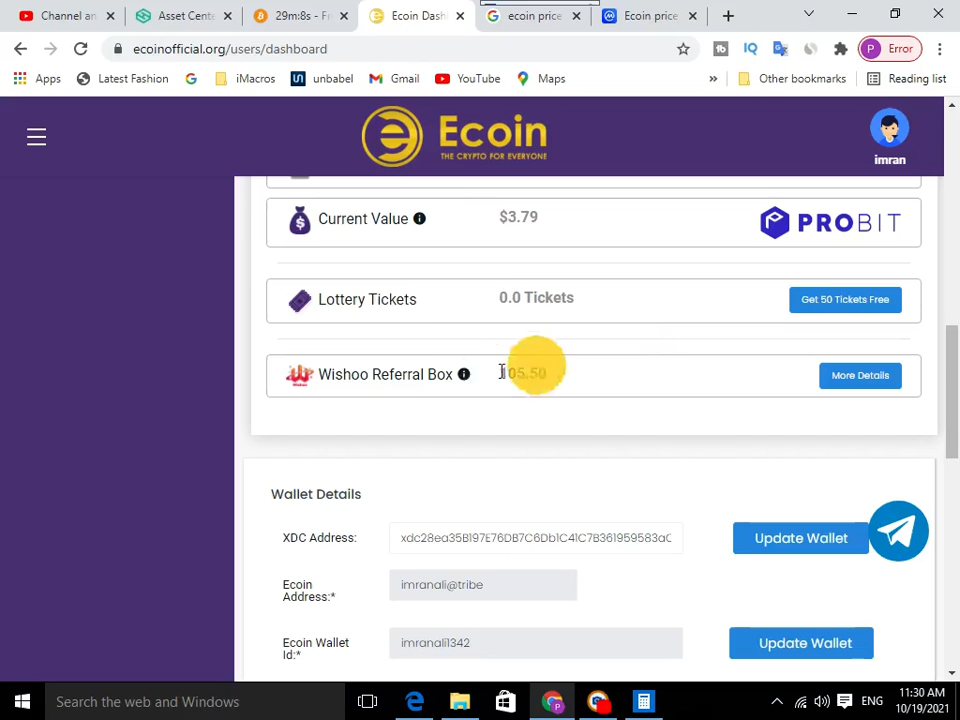 Channel an
Asset Cent
29m:8s - Fr
Ecoin Dash
ecoin price
Ecoin price
ecoinofficial.org/users/dashboard
P Error
Apps
Latest Fashion
iMacros
unbabel
Gmail
YouTube
Maps
»
Other bookmarks
Reading list
Ecoin
THE CRYPTO FOR EVERYONE
imran
Current Value
$3.79
PROBIT
Lottery Tickets
0.0 Tickets
Get 50 Tickets Free
Wishoo Referral Box
105.50
More Details
Wallet Details
XDC Address:
xdc28ea35B197E76DB7C6Db1C41C7B361959583aC
Update Wallet
Ecoin
Address:*
imranali@tribe
Ecoin Wallet
Id:*
imranali1342
Update Wallet
Search the web and Windows
ENG
11:30 AM
10/19/2021